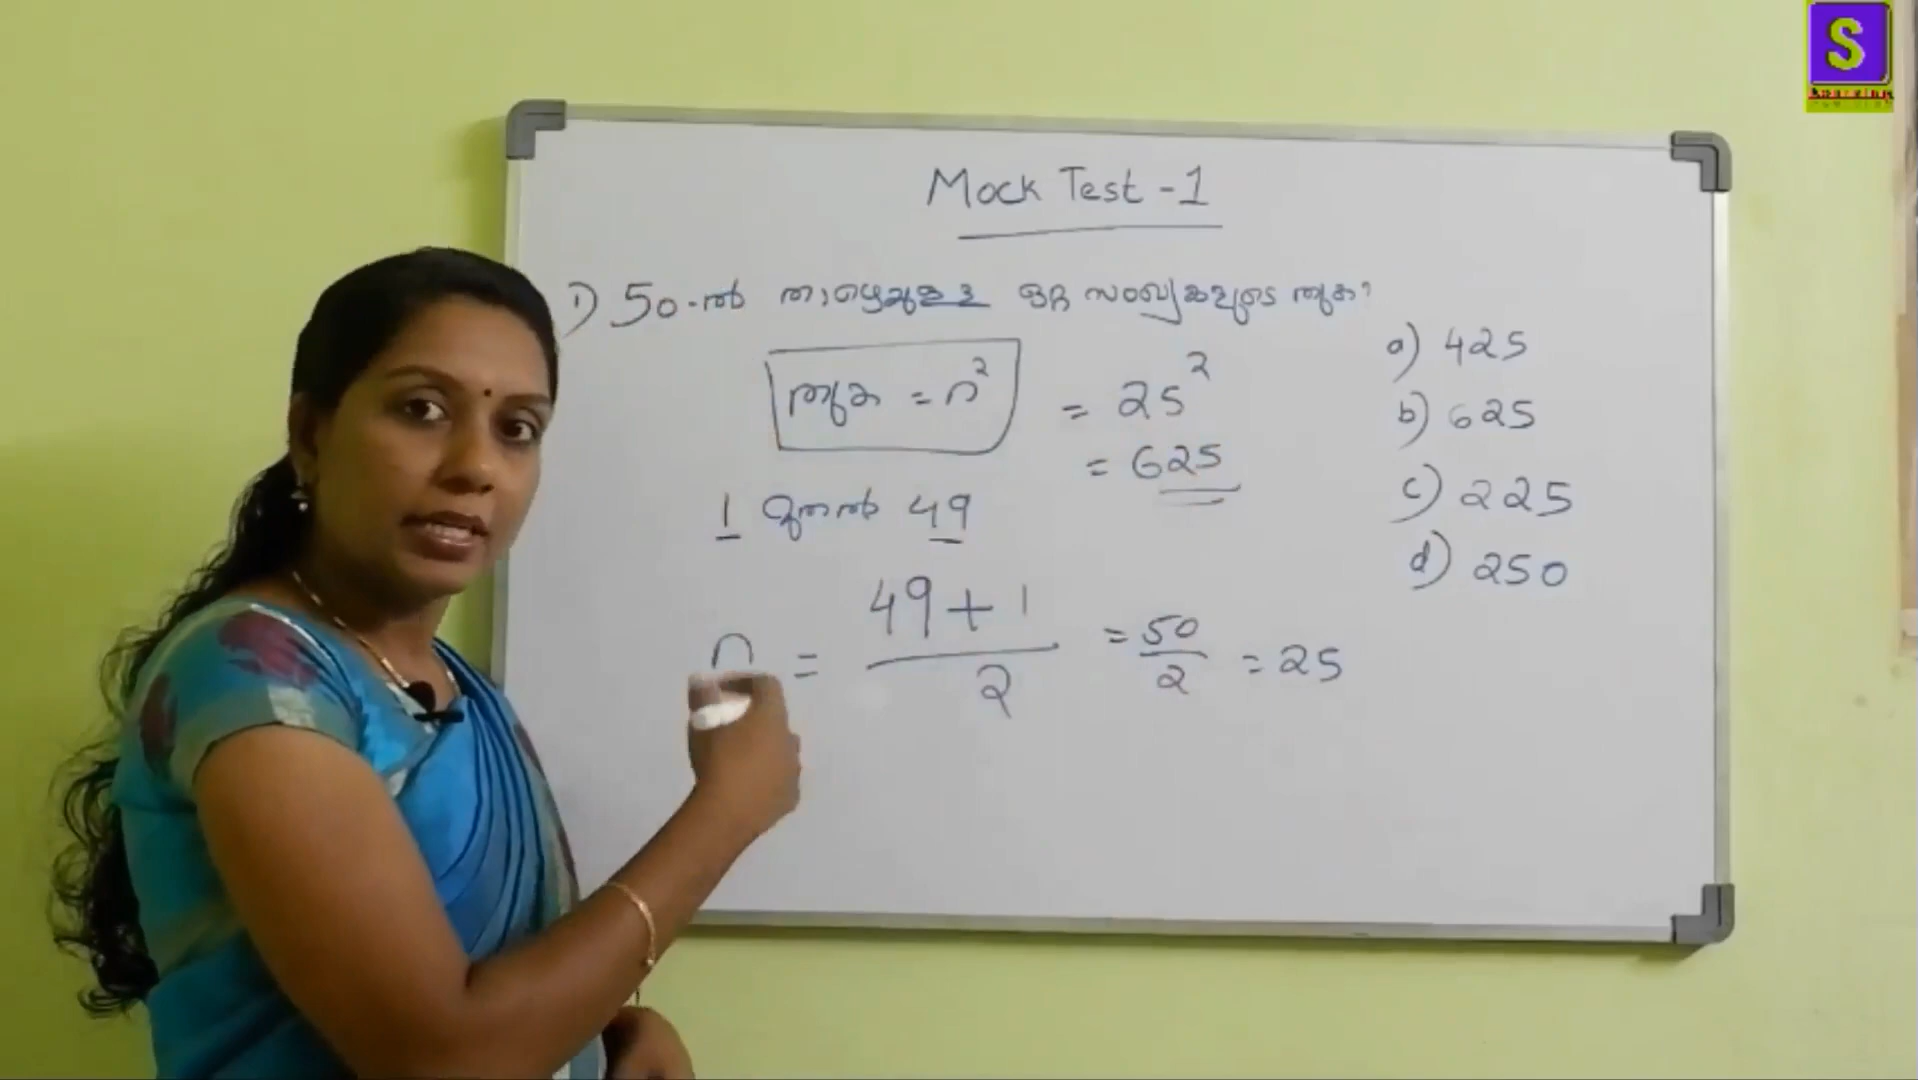 S
Mock Test - 1
1) 50-ൽ താഴെയുള്ള ഒറ്റ സംഖ്യകളുടെ തുക?
തുക = n²
= 25²
= 625
1 മുതൽ 49
n = 49 + 1 / 2 = 50 / 2 = 25
a) 425
b) 625
c) 225
d) 250